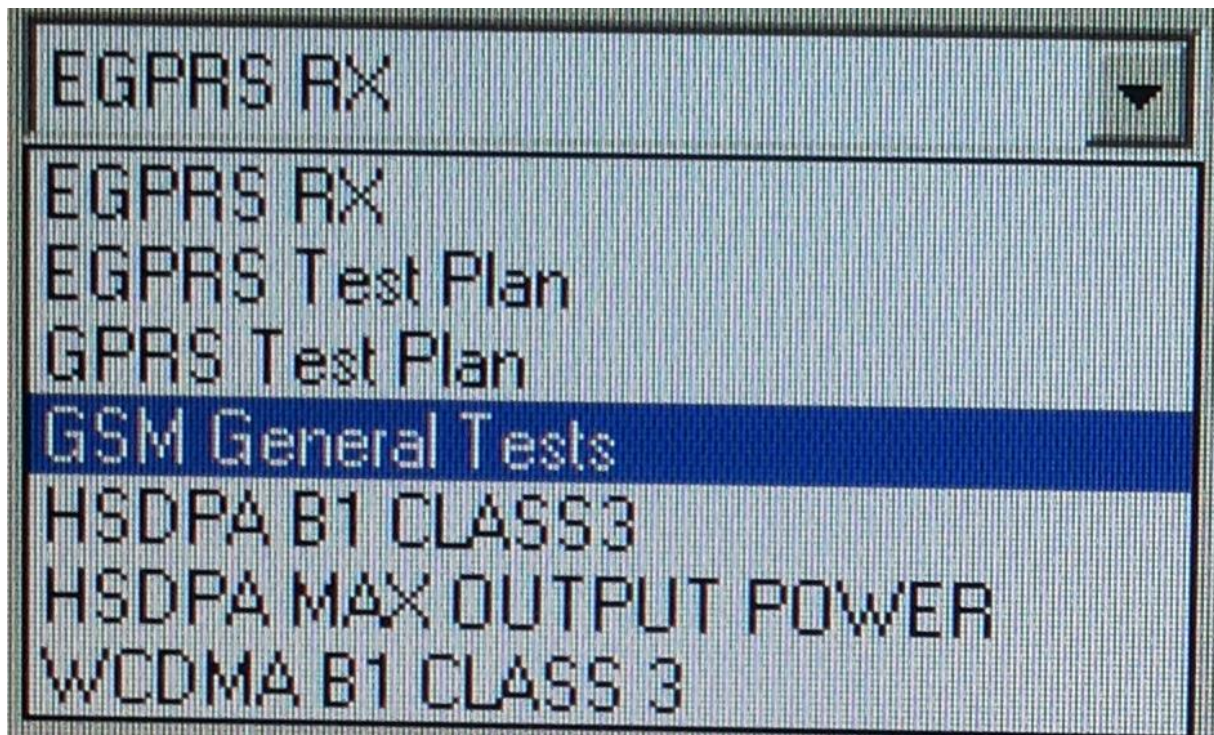 EGPRS RX
EGPRS RX
EGPRS Test Plan
GPRS Test Plan
GSM General Tests
HSDPA B1 CLASS3
HSDPA MAX OUTPUT POWER
WCDMA B1 CLASS 3